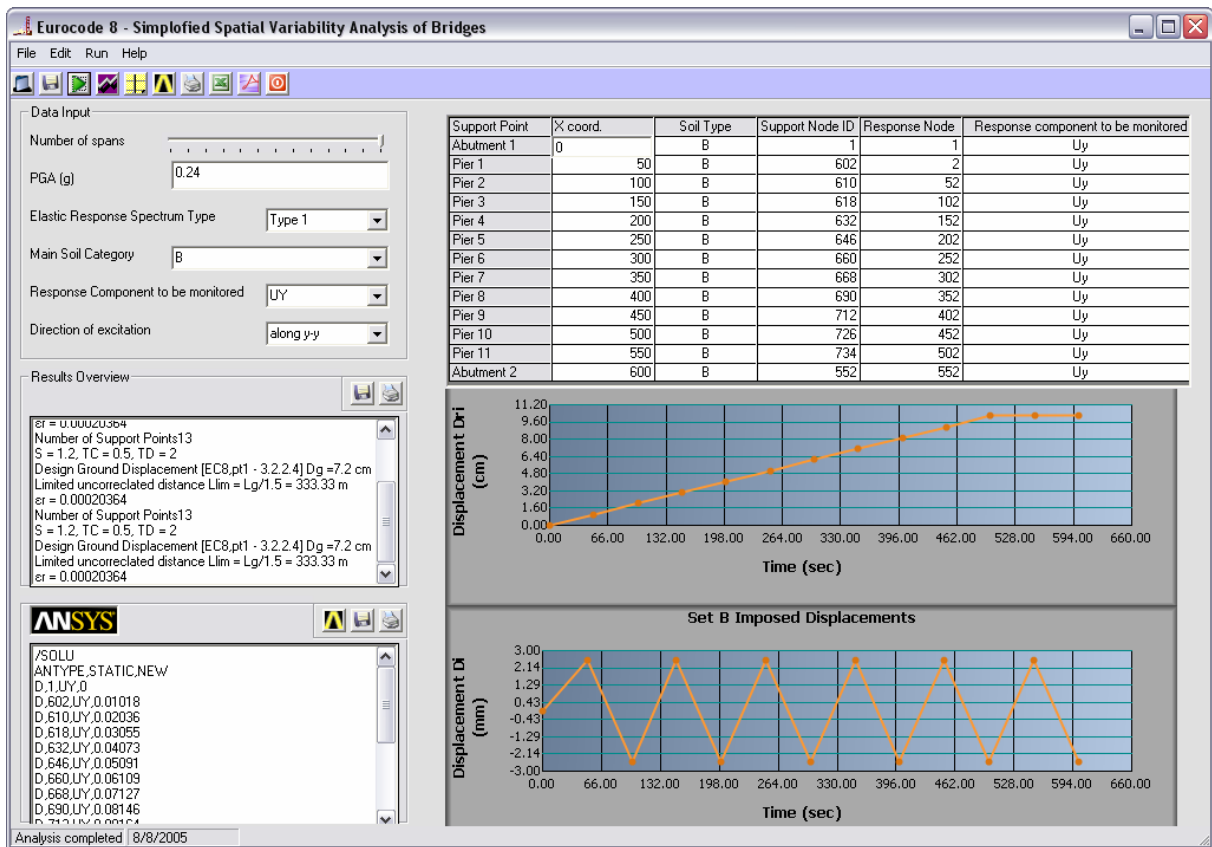 Eurocode 8 - Simplofied Spatial Variability Analysis of Bridges
File Edit Run Help
Data Input
Number of spans
PGA (g) 0.24
Elastic Response Spectrum Type Type 1
Main Soil Category B
Response Component to be monitored UY
Direction of excitation along y-y
Results Overview
εr = 0.00020364
Number of Support Points13
S = 1.2, TC = 0.5, TD = 2
Design Ground Displacement [EC8,pt1 - 3.2.2.4] Dg =7.2 cm
Limited uncorreclated distance Llim = Lg/1.5 = 333.33 m
εr = 0.00020364
Number of Support Points13
S = 1.2, TC = 0.5, TD = 2
Design Ground Displacement [EC8,pt1 - 3.2.2.4] Dg =7.2 cm
Limited uncorreclated distance Llim = Lg/1.5 = 333.33 m
εr = 0.00020364
ANSYS
/SOLU
ANTYPE,STATIC,NEW
D,1,UY,0
D,602,UY,0.01018
D,610,UY,0.02036
D,618,UY,0.03055
D,632,UY,0.04073
D,646,UY,0.05091
D,660,UY,0.06109
D,668,UY,0.07127
D,690,UY,0.08146
Analysis completed 8/8/2005
Support Point X coord. Soil Type Support Node ID Response Node Response component to be monitored
Abutment 1 0 B 1 1 Uy
Pier 1 50 B 602 2 Uy
Pier 2 100 B 610 52 Uy
Pier 3 150 B 618 102 Uy
Pier 4 200 B 632 152 Uy
Pier 5 250 B 646 202 Uy
Pier 6 300 B 660 252 Uy
Pier 7 350 B 668 302 Uy
Pier 8 400 B 690 352 Uy
Pier 9 450 B 712 402 Uy
Pier 10 500 B 726 452 Uy
Pier 11 550 B 734 502 Uy
Abutment 2 600 B 552 552 Uy
Displacement Dri
(cm)
11.20
9.60
8.00
6.40
4.80
3.20
1.60
0.00
0.00 66.00 132.00 198.00 264.00 330.00 396.00 462.00 528.00 594.00 660.00
Time (sec)
Set B Imposed Displacements
Displacement Di
(mm)
3.00
2.14
1.29
0.43
-0.43
-1.29
-2.14
-3.00
0.00 66.00 132.00 198.00 264.00 330.00 396.00 462.00 528.00 594.00 660.00
Time (sec)